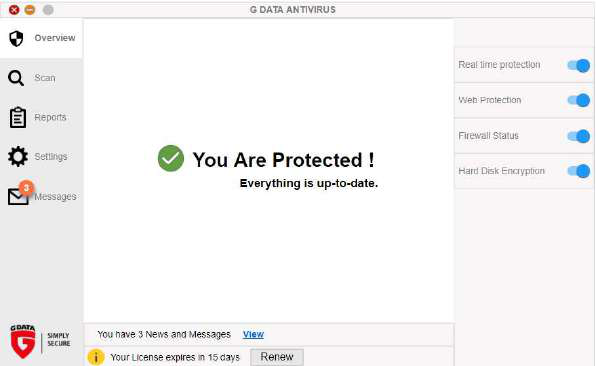 G DATA ANTIVIRUS
Overview
Scan
Reports
Settings
3
Messages
You Are Protected !
Everything is up-to-date.
Real time protection
Web Protection
Firewall Status
Hard Disk Encryption
G DATA
G
SIMPLY
SECURE
You have 3 News and Messages View
i Your License expires in 15 days Renew